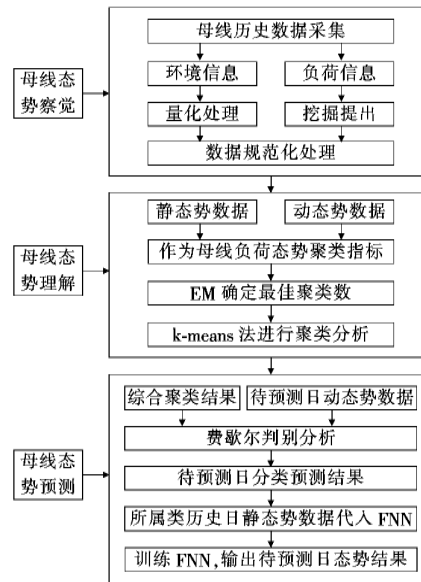 母线历史数据采集
环境信息
负荷信息
母线态
势察觉
量化处理
挖掘提出
数据规范化处理
静态势数据
动态势数据
作为母线负荷态势聚类指标
母线态
势理解
EM 确定最佳聚类数
k-means 法进行聚类分析
综合聚类结果
待预测日动态势数据
费歇尔判别分析
母线态
势预测
待预测日分类预测结果
所属类历史日静态势数据代入 FNN
训练 FNN,输出待预测日态势结果